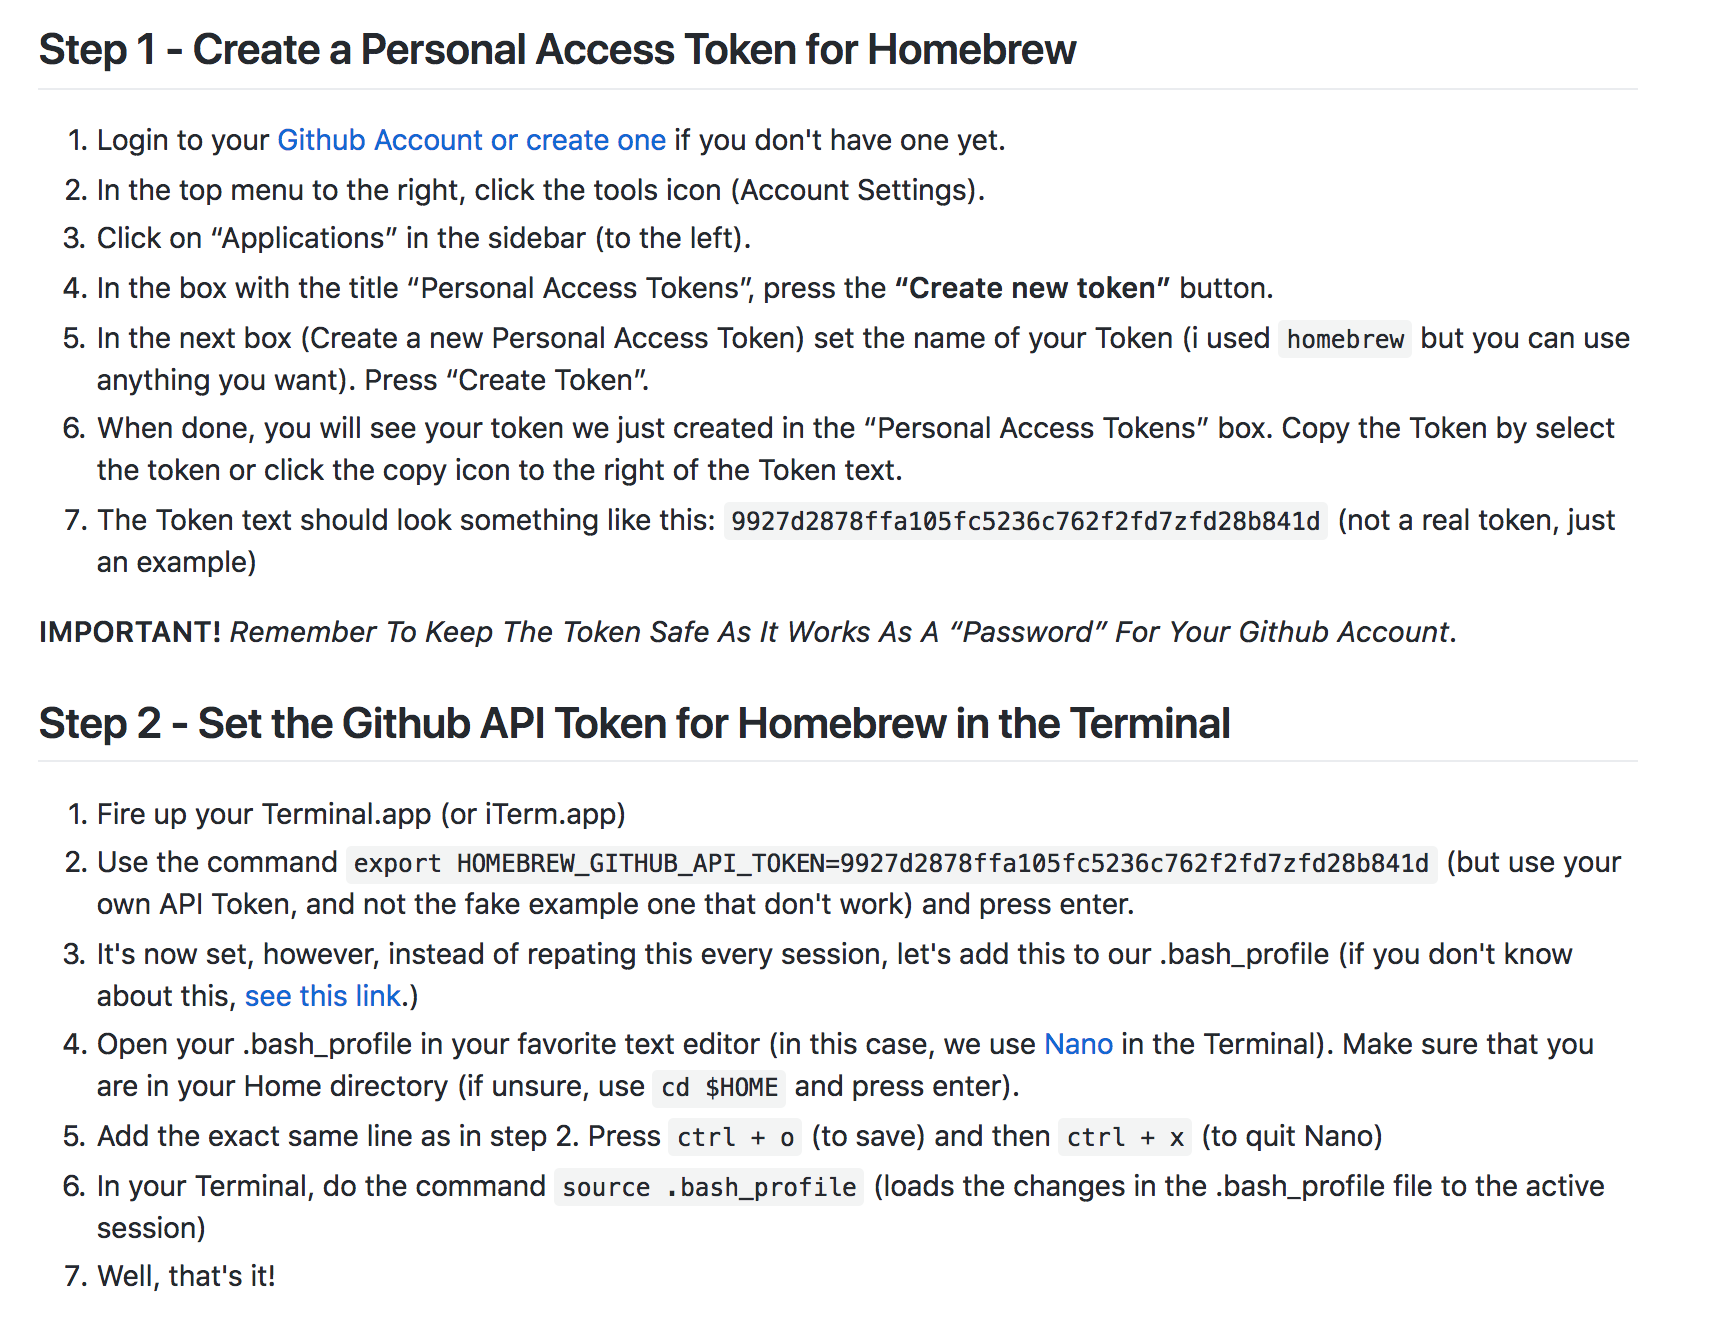 Step 1 - Create a Personal Access Token for Homebrew
1. Login to your Github Account or create one if you don't have one yet.
2. In the top menu to the right, click the tools icon (Account Settings).
3. Click on “Applications” in the sidebar (to the left).
4. In the box with the title “Personal Access Tokens”, press the “Create new token” button.
5. In the next box (Create a new Personal Access Token) set the name of your Token (i used homebrew but you can use
anything you want). Press “Create Token”.
6. When done, you will see your token we just created in the “Personal Access Tokens” box. Copy the Token by select
the token or click the copy icon to the right of the Token text.
7. The Token text should look something like this: 9927d2878ffa105fc5236c762f2fd7zfd28b841d (not a real token, just
an example)
IMPORTANT! Remember To Keep The Token Safe As It Works As A “Password” For Your Github Account.
Step 2 - Set the Github API Token for Homebrew in the Terminal
1. Fire up your Terminal.app (or iTerm.app)
2. Use the command export HOMEBREW_GITHUB_API_TOKEN=9927d2878ffa105fc5236c762f2fd7zfd28b841d (but use your
own API Token, and not the fake example one that don't work) and press enter.
3. It's now set, however, instead of repating this every session, let's add this to our .bash_profile (if you don't know
about this, see this link.)
4. Open your .bash_profile in your favorite text editor (in this case, we use Nano in the Terminal). Make sure that you
are in your Home directory (if unsure, use cd $HOME and press enter).
5. Add the exact same line as in step 2. Press ctrl + o (to save) and then ctrl + x (to quit Nano)
6. In your Terminal, do the command source .bash_profile (loads the changes in the .bash_profile file to the active
session)
7. Well, that's it!